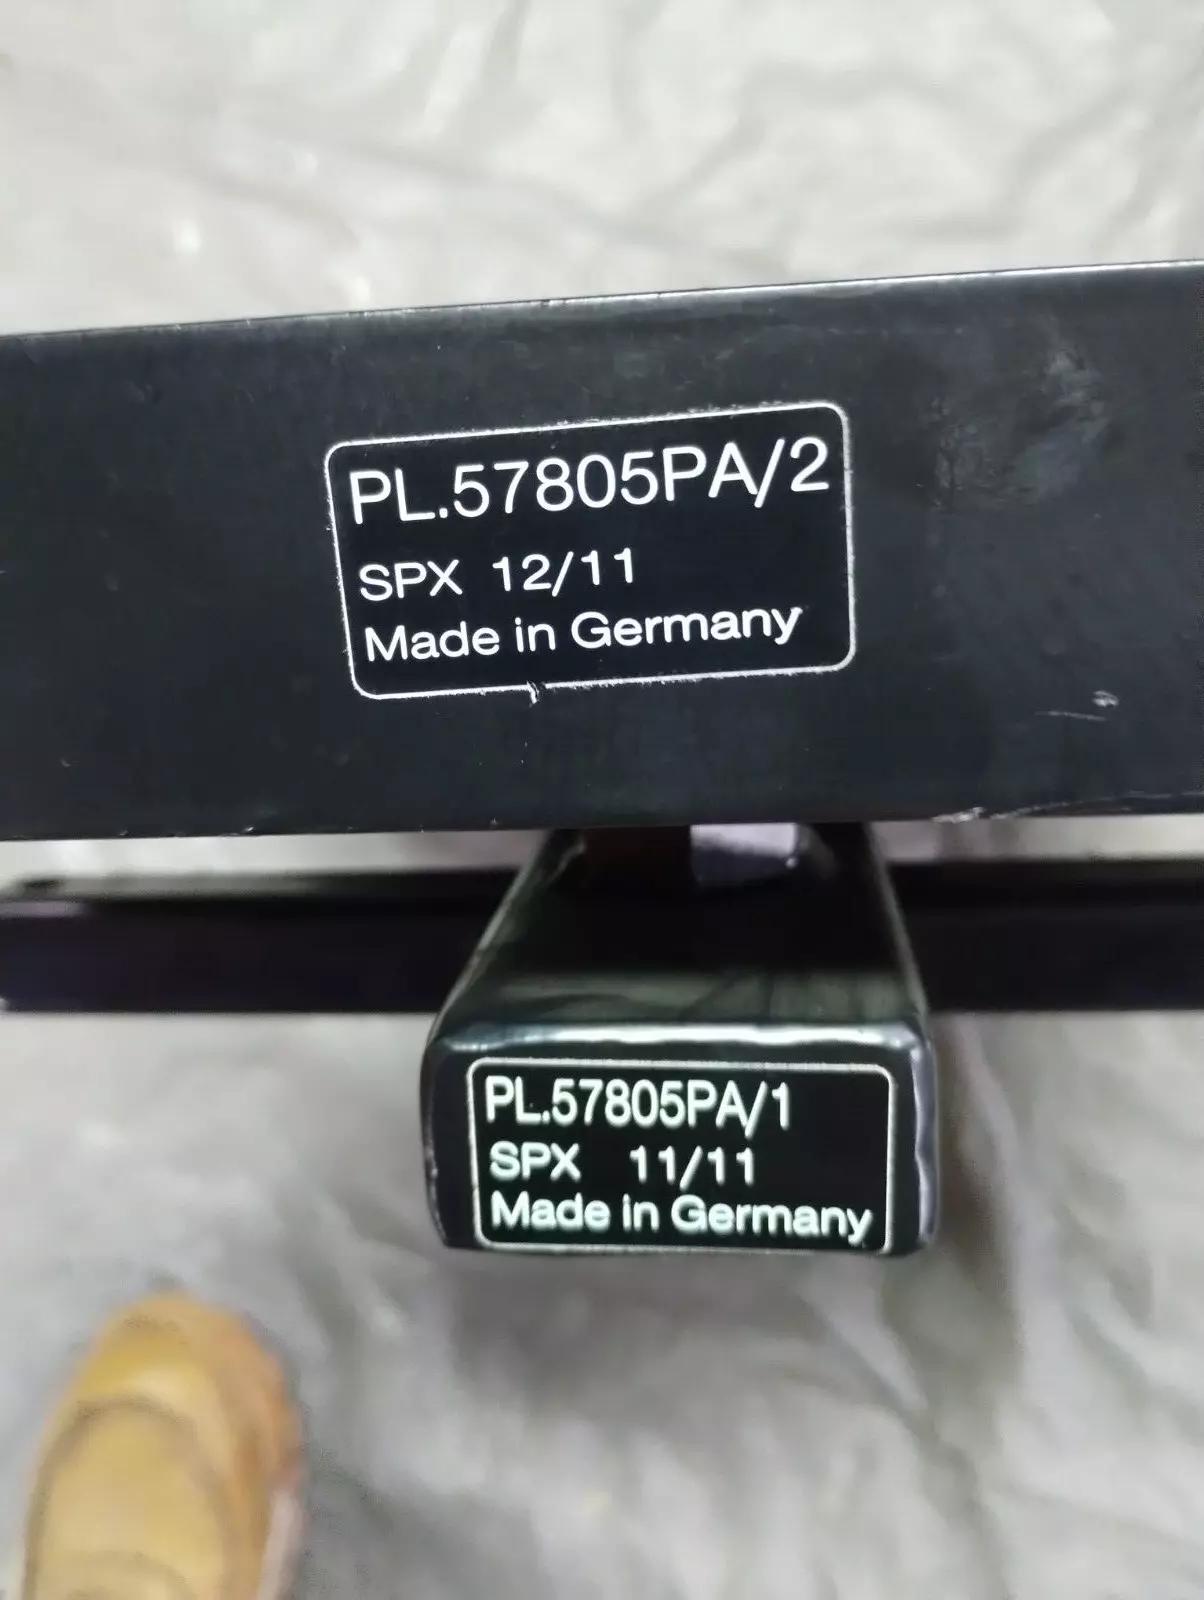 PL.57805PA/2
SPX 12/11
Made in Germany
PL.57805PA/1
SPX 11/11
Made in Germany